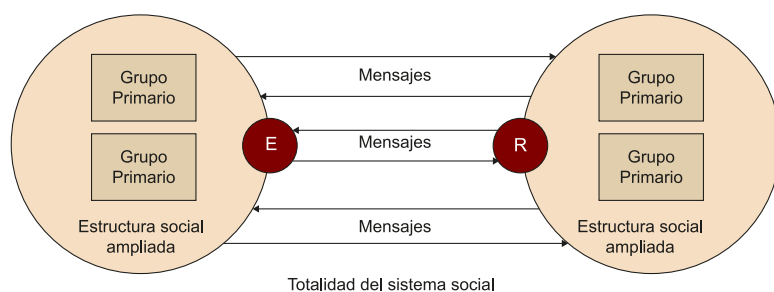 Grupo
Primario
Grupo
Primario
Estructura social
ampliada
E
Mensajes
Mensajes
Mensajes
R
Grupo
Primario
Grupo
Primario
Estructura social
ampliada
Totalidad del sistema social